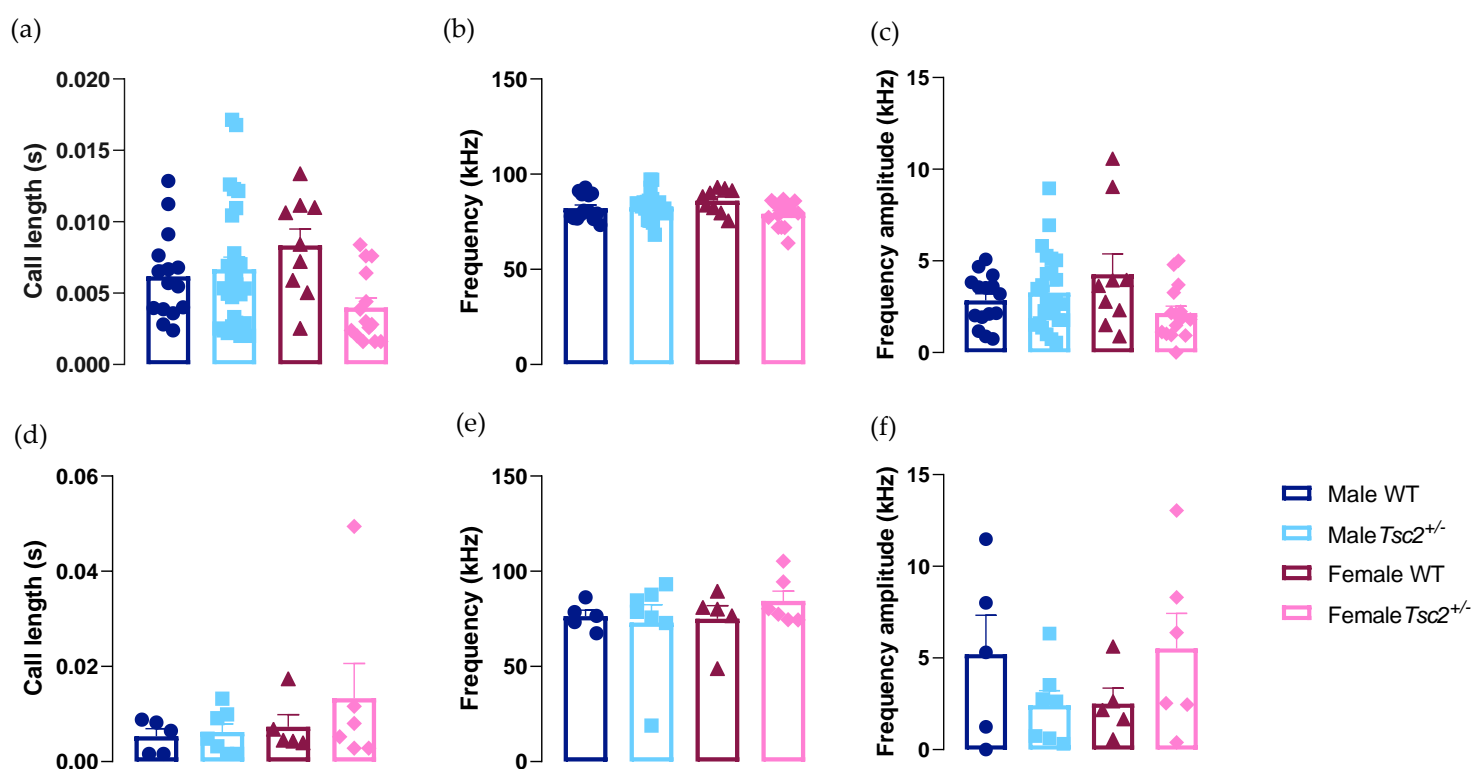 (a)
Call length (s)
0.020
0.015
0.010
0.005
0.000
(b)
Frequency (kHz)
150
100
50
0
(c)
Frequency amplitude (kHz)
15
10
5
0
(d)
Call length (s)
0.06
0.04
0.02
0.00
(e)
Frequency (kHz)
150
100
50
0
(f)
Frequency amplitude (kHz)
15
10
5
0
Male WT
Male Tsc2+/-
Female WT
Female Tsc2+/-